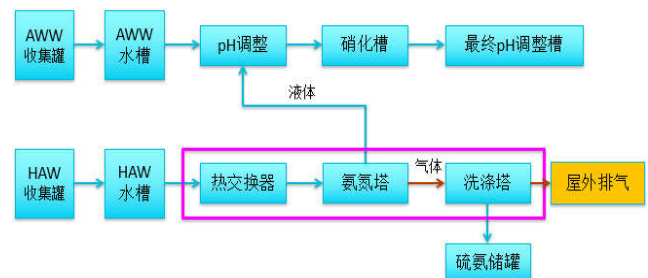 AWW
收集罐
AWW
水槽
pH调整
硝化槽
最终pH调整槽
液体
HAW
收集罐
HAW
水槽
热交换器
氨氮塔
气体
洗涤塔
屋外排气
硫氨储罐